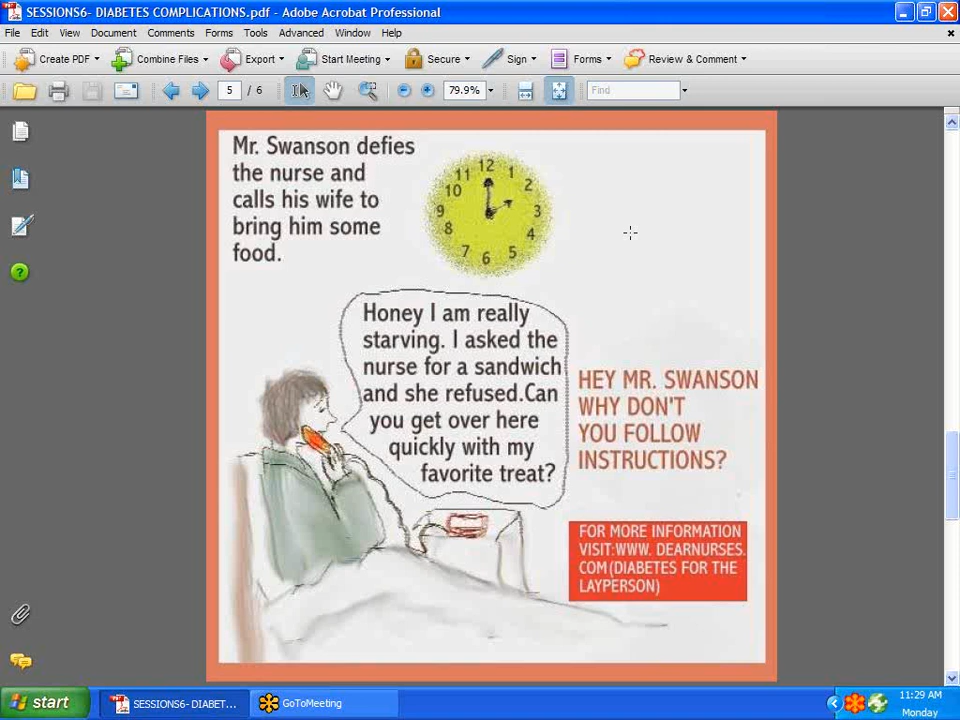 SESSIONS6- DIABETES COMPLICATIONS.pdf - Adobe Acrobat Professional
File Edit View Document Comments Forms Tools Advanced Window Help
Create PDF Combine Files Export Start Meeting Secure Sign Forms Review & Comment
5 / 6 79.9% Find
Mr. Swanson defies
the nurse and
calls his wife to
bring him some
food.
12
11 1
10 2
9 3
8 4
7 5
6
Honey I am really
starving. I asked the
nurse for a sandwich
and she refused.Can
you get over here
quickly with my
favorite treat?
HEY MR. SWANSON
WHY DON'T
YOU FOLLOW
INSTRUCTIONS?
FOR MORE INFORMATION
VISIT:WWW. DEARNURSES.
COM (DIABETES FOR THE
LAYPERSON)
start SESSIONS6- DIABET... GoToMeeting 11:29 AM
Monday